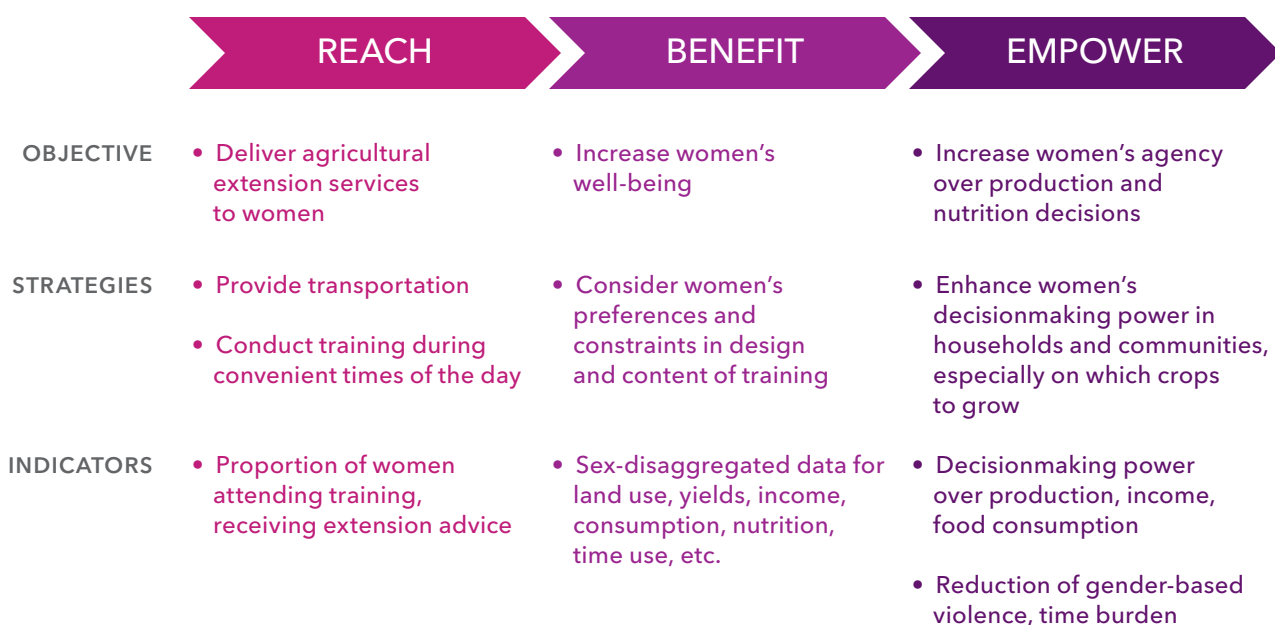 REACH
BENEFIT
EMPOWER
OBJECTIVE
• Deliver agricultural
extension services
to women
• Increase women's
well-being
• Increase women's agency
over production and
nutrition decisions
STRATEGIES
• Provide transportation
• Conduct training during
convenient times of the day
• Consider women's
preferences and
constraints in design
and content of training
• Enhance women's
decisionmaking power in
households and communities,
especially on which crops
to grow
INDICATORS
• Proportion of women
attending training,
receiving extension advice
• Sex-disaggregated data for
land use, yields, income,
consumption, nutrition,
time use, etc.
• Decisionmaking power
over production, income,
food consumption
• Reduction of gender-based
violence, time burden